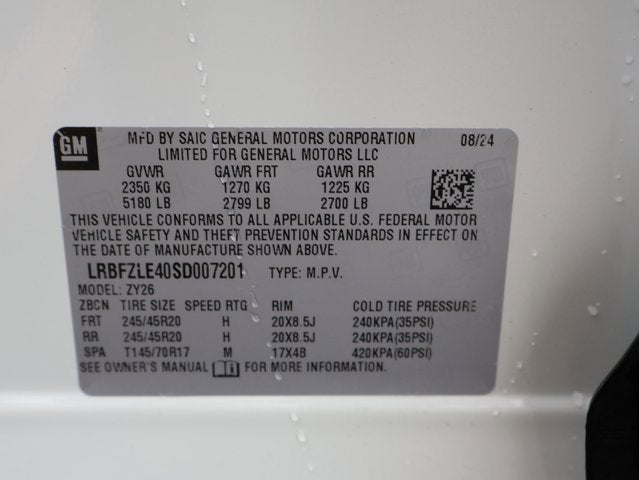 GM
MFD BY SAIC GENERAL MOTORS CORPORATION 08/24
LIMITED FOR GENERAL MOTORS LLC
GVWR GAWR FRT GAWR RR
2350 KG 1270 KG 1225 KG
5180 LB 2799 LB 2700 LB
THIS VEHICLE CONFORMS TO ALL APPLICABLE U.S. FEDERAL MOTOR
VEHICLE SAFETY AND THEFT PREVENTION STANDARDS IN EFFECT ON
THE DATE OF MANUFACTURE SHOWN ABOVE.
LRBFZLE40SD007201 TYPE: M.P.V.
MODEL: ZY26
ZBCN TIRE SIZE SPEED RTG RIM COLD TIRE PRESSURE
FRT 245/45R20 H 20X8.5J 240KPA(35PSI)
RR 245/45R20 H 20X8.5J 240KPA(35PSI)
SPA T145/70R17 M 17X4B 420KPA(60PSI)
SEE OWNER'S MANUAL FOR MORE INFORMATION.